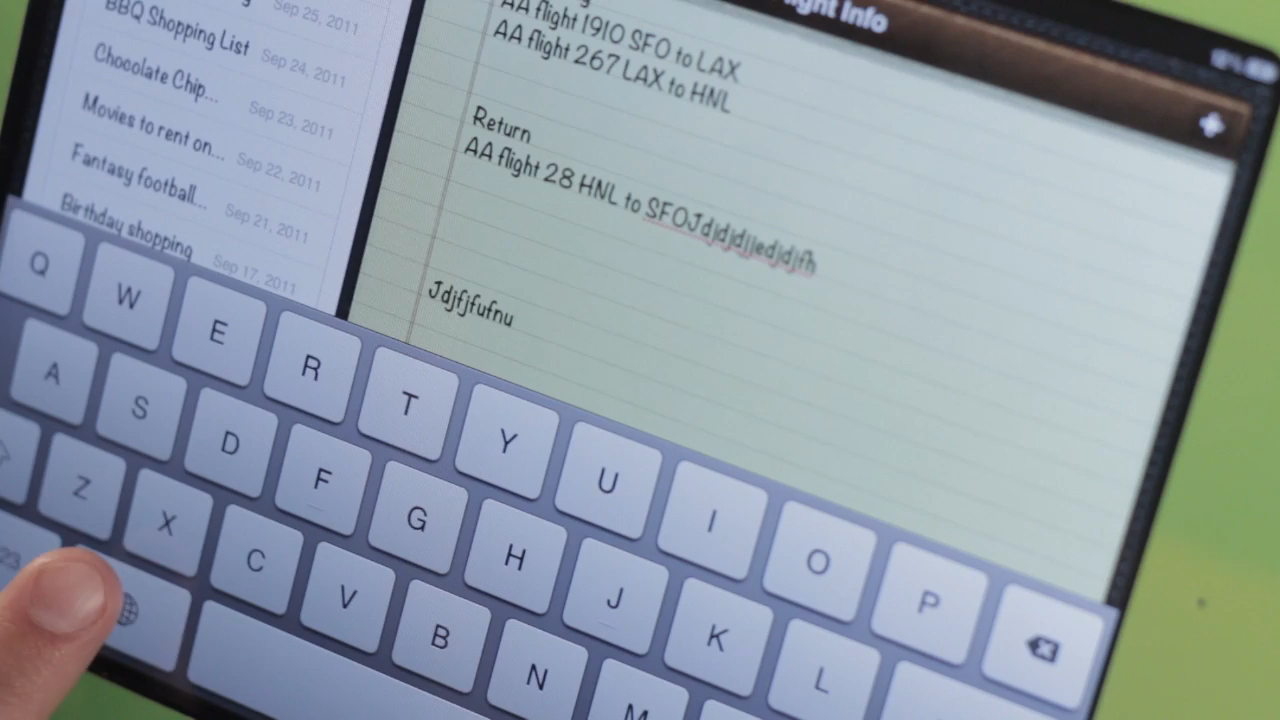 Sep 25, 2011
BBQ Shopping List Sep 24, 2011
Chocolate Chip... Sep 23, 2011
Movies to rent on... Sep 22, 2011
Fantasy football... Sep 21, 2011
Birthday shopping Sep 17, 2011
ght Info
+
AA flight 1910 SFO to LAX
AA flight 267 LAX to HNL
Return
AA flight 28 HNL to SFOJdjdjdjjedjdjfh
Jdjfjfufnu
Q W E R T Y U I O P
A S D F G H J K L
Z X C V B N M
23